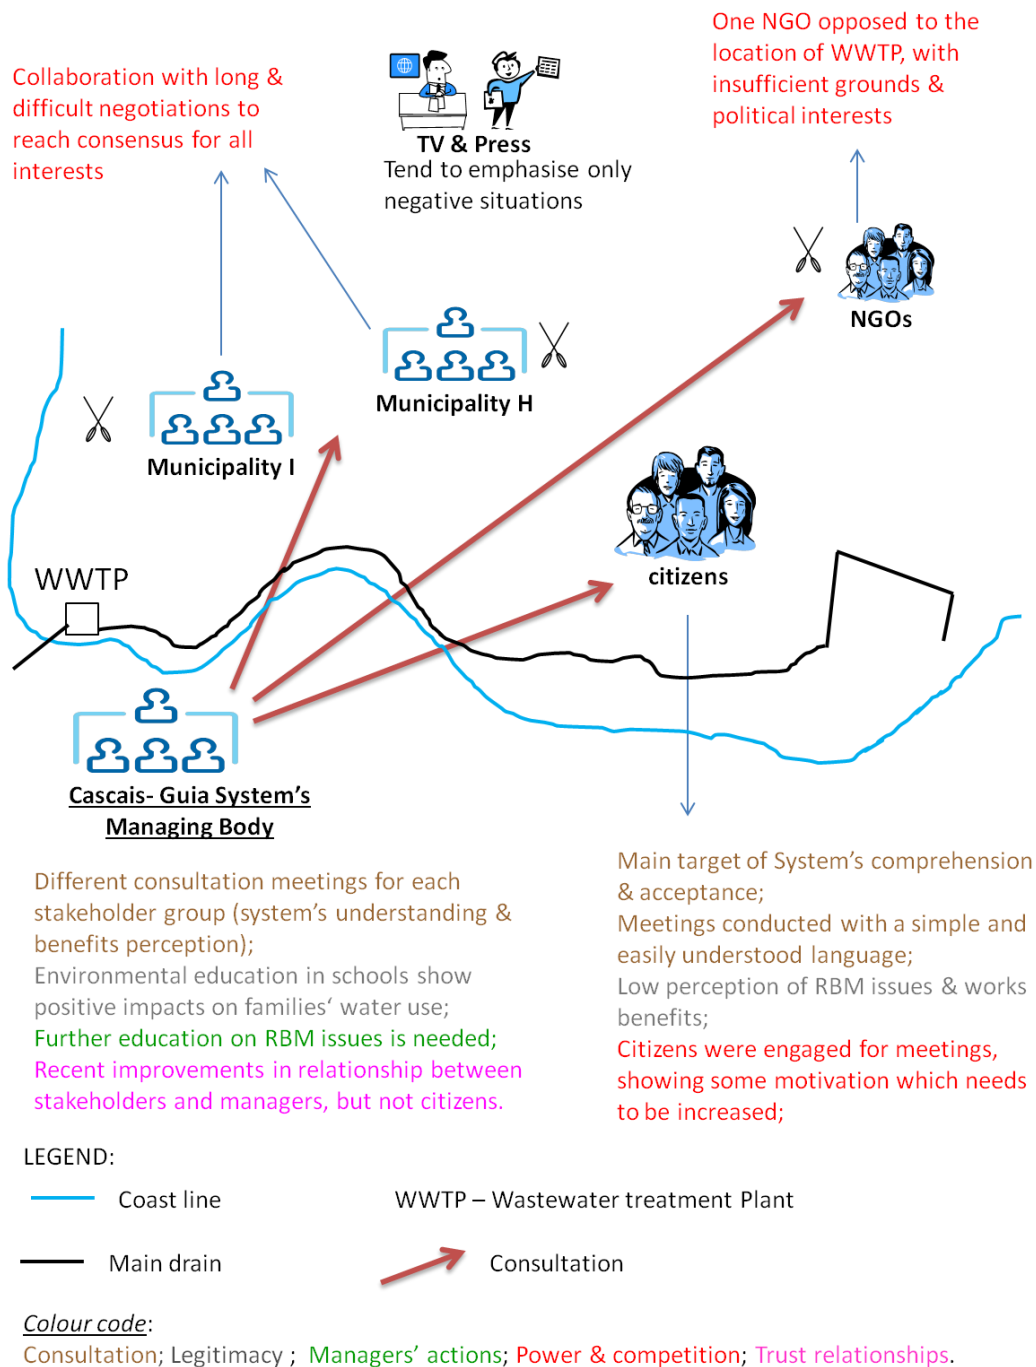 One NGO opposed to the
location of WWTP, with
insufficient grounds &
political interests
Collaboration with long &
difficult negotiations to
reach consensus for all
interests
TV & Press
Tend to emphasise only
negative situations
NGOs
Municipality H
Municipality I
citizens
WWTP
Cascais- Guia System's
Managing Body
Different consultation meetings for each
stakeholder group (system's understanding &
benefits perception);
Environmental education in schools show
positive impacts on families' water use;
Further education on RBM issues is needed;
Recent improvements in relationship between
stakeholders and managers, but not citizens.
Main target of System's comprehension
& acceptance;
Meetings conducted with a simple and
easily understood language;
Low perception of RBM issues & works
benefits;
Citizens were engaged for meetings,
showing some motivation which needs
to be increased;
LEGEND:
Coast line
WWTP – Wastewater treatment Plant
Main drain
Consultation
Colour code:
Consultation; Legitimacy ; Managers' actions; Power & competition; Trust relationships.